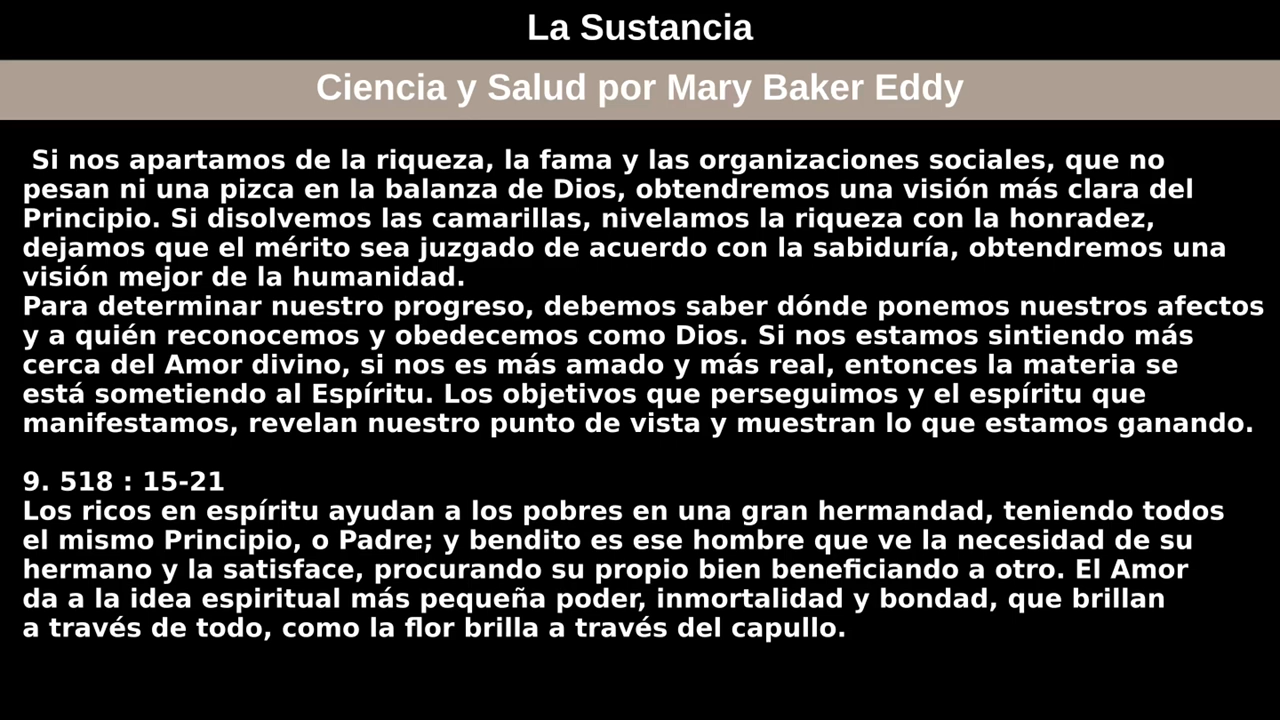 La Sustancia
Ciencia y Salud por Mary Baker Eddy
Si nos apartamos de la riqueza, la fama y las organizaciones sociales, que no
pesan ni una pizca en la balanza de Dios, obtendremos una visión más clara del
Principio. Si disolvemos las camarillas, nivelamos la riqueza con la honradez,
dejamos que el mérito sea juzgado de acuerdo con la sabiduría, obtendremos una
visión mejor de la humanidad.
Para determinar nuestro progreso, debemos saber dónde ponemos nuestros afectos
y a quién reconocemos y obedecemos como Dios. Si nos estamos sintiendo más
cerca del Amor divino, si nos es más amado y más real, entonces la materia se
está sometiendo al Espíritu. Los objetivos que perseguimos y el espíritu que
manifestamos, revelan nuestro punto de vista y muestran lo que estamos ganando.
9. 518 : 15-21
Los ricos en espíritu ayudan a los pobres en una gran hermandad, teniendo todos
el mismo Principio, o Padre; y bendito es ese hombre que ve la necesidad de su
hermano y la satisface, procurando su propio bien beneficiando a otro. El Amor
da a la idea espiritual más pequeña poder, inmortalidad y bondad, que brillan
a través de todo, como la flor brilla a través del capullo.